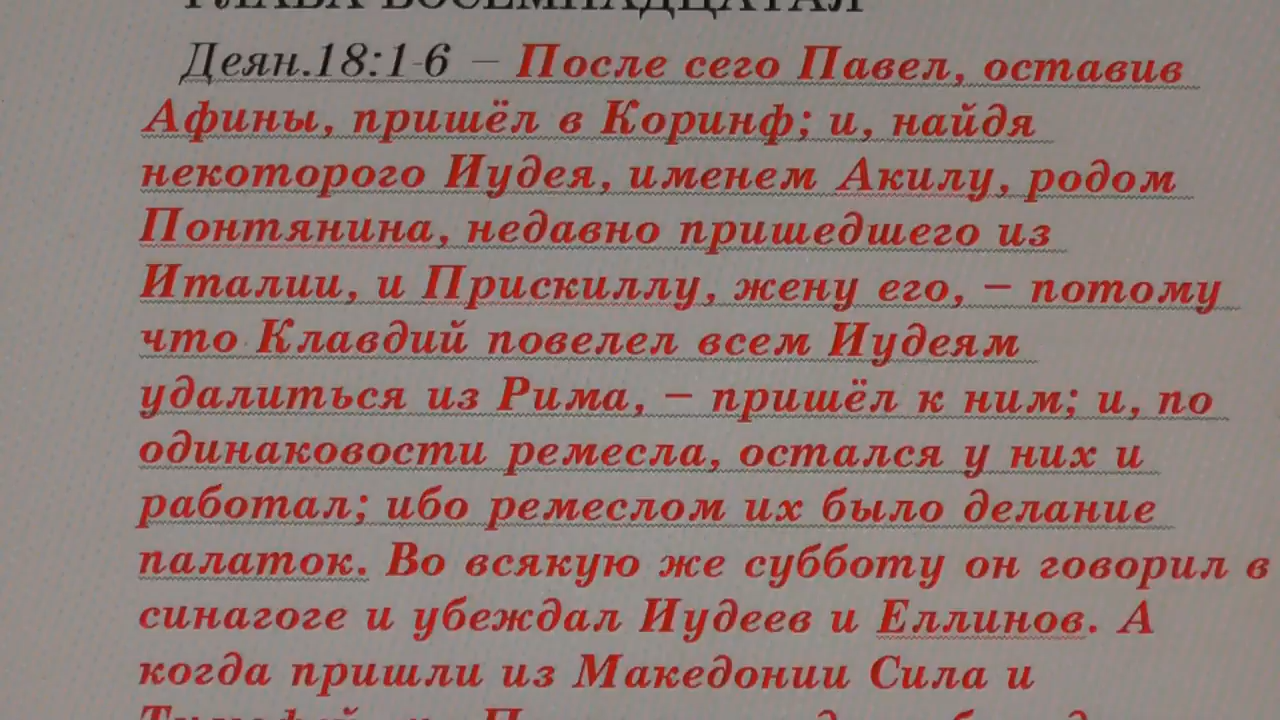 ГЛАВА ВОСЕМНАДЦАТАЯ
Деян.18:1-6 – После сего Павел, оставив
Афины, пришёл в Коринф; и, найдя
некоторого Иудея, именем Акилу, родом
Понтянина, недавно пришедшего из
Италии, и Прискиллу, жену его, – потому
что Клавдий повелел всем Иудеям
удалиться из Рима, – пришёл к ним; и, по
одинаковости ремесла, остался у них и
работал; ибо ремеслом их было делание
палаток. Во всякую же субботу он говорил в
синагоге и убеждал Иудеев и Еллинов. А
когда пришли из Македонии Сила и